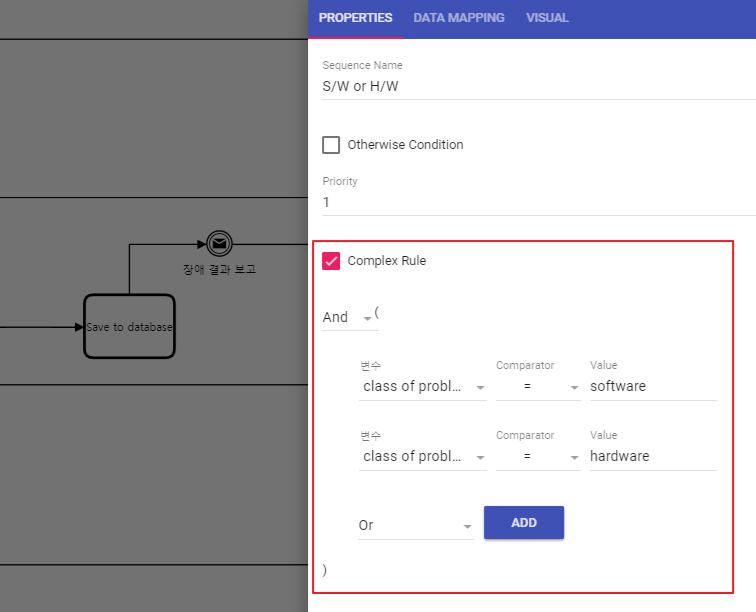 PROPERTIES DATA MAPPING VISUAL
Sequence Name
S/W or H/W
Otherwise Condition
Priority
1
장애 결과 보고
Save to database
Complex Rule
And (
변수 Comparator Value
class of probl... = software
변수 Comparator Value
class of probl... = hardware
Or ADD
)